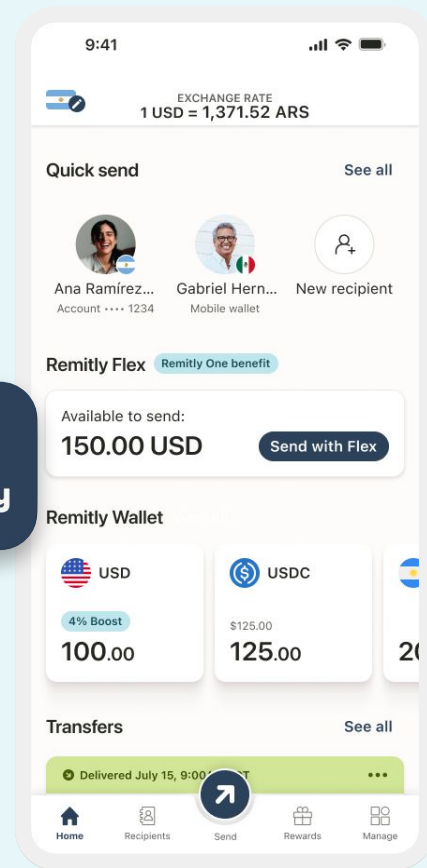 9:41
EXCHANGE RATE
1 USD = 1,371.52 ARS
Quick send
See all
Ana Ramírez...
Account ···· 1234
Gabriel Hern...
Mobile wallet
New recipient
Remitly Flex
Remitly One benefit
Available to send:
150.00 USD
Send with Flex
Remitly Wallet
USD
4% Boost
100.00
USDC
$125.00
125.00
Transfers
See all
Delivered July 15, 9:00
Home
Recipients
Send
Rewards
Manage